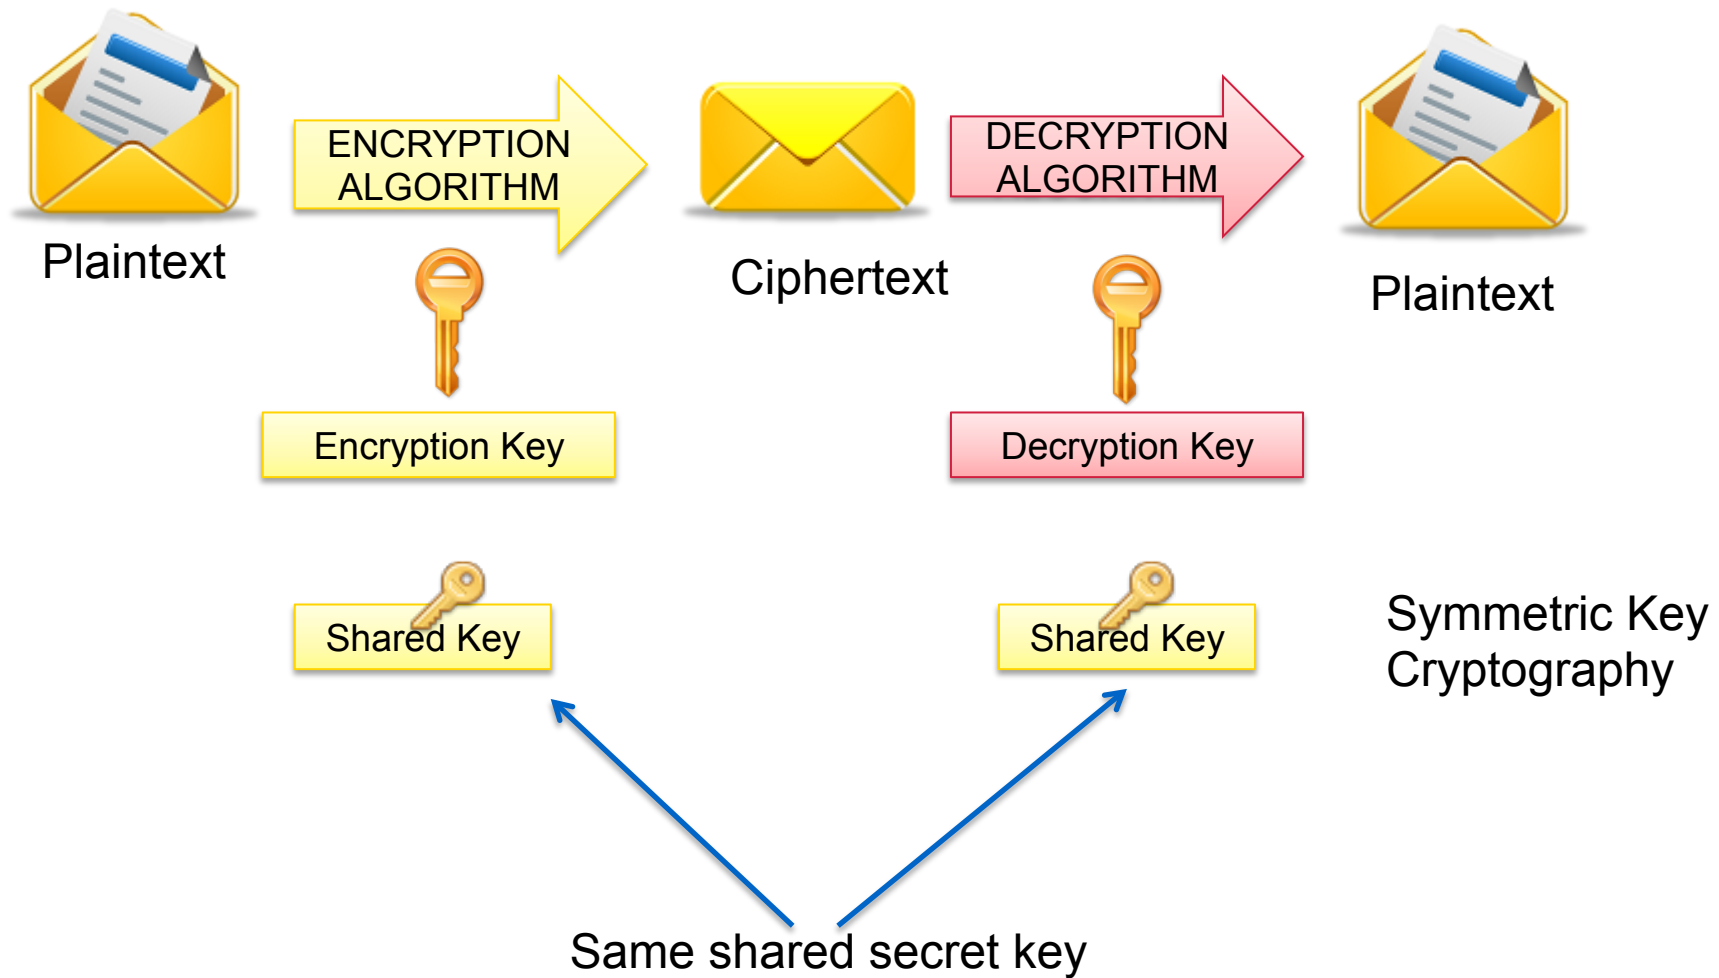 ENCRYPTION
ALGORITHM
DECRYPTION
ALGORITHM
Plaintext
Ciphertext
Plaintext
Encryption Key
Decryption Key
Shared Key
Shared Key
Symmetric Key
Cryptography
Same shared secret key